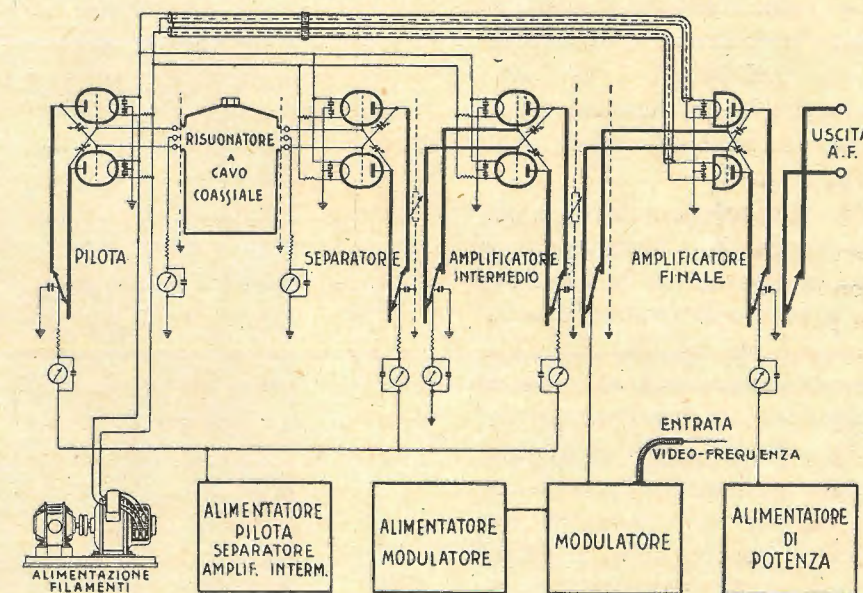 RISUONATORE
A
CAVO
COASSIALE
USCITA
A.F.
PILOTA
SEPARATORE
AMPLIFICATORE
INTERMEDIO
AMPLIFICATORE
FINALE
ENTRATA
VIDEO-FREQUENZA
ALIMENTAZIONE
FILAMENTI
ALIMENTATORE
PILOTA
SEPARATORE
AMPLIF. INTERM.
ALIMENTATORE
MODULATORE
MODULATORE
ALIMENTATORE
DI
POTENZA